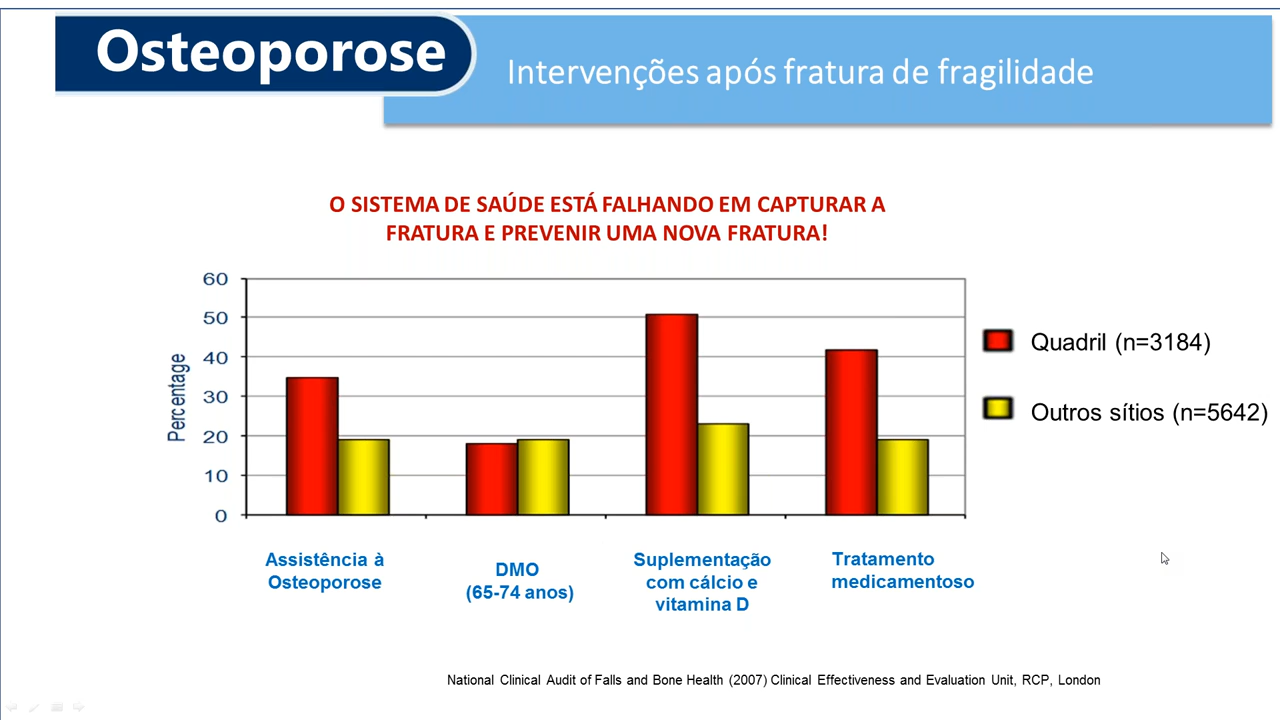 Osteoporose
Intervenções após fratura de fragilidade
O SISTEMA DE SAÚDE ESTÁ FALHANDO EM CAPTURAR A
FRATURA E PREVENIR UMA NOVA FRATURA!
Percentage
60
50
40
30
20
10
0
Quadril (n=3184)
Outros sítios (n=5642)
Assistência à
Osteoporose
DMO
(65-74 anos)
Suplementação
com cálcio e
vitamina D
Tratamento
medicamentoso
National Clinical Audit of Falls and Bone Health (2007) Clinical Effectiveness and Evaluation Unit, RCP, London